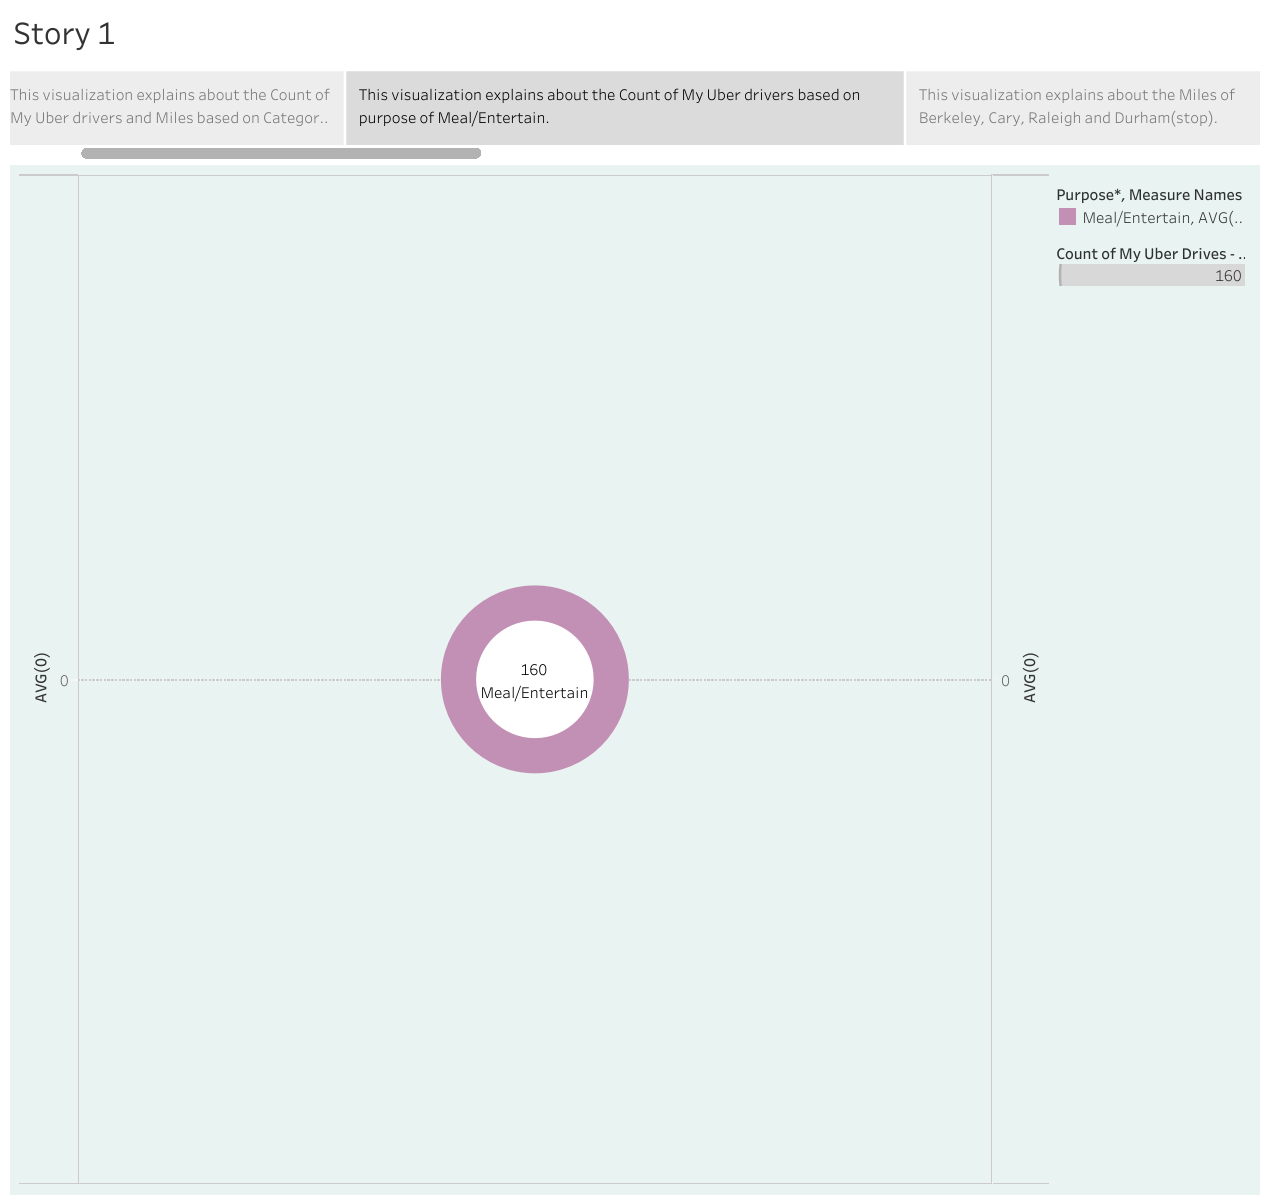 Story 1
This visualization explains about the Count of
My Uber drivers and Miles based on Categor..
This visualization explains about the Count of My Uber drivers based on
purpose of Meal/Entertain.
This visualization explains about the Miles of
Berkeley, Cary, Raleigh and Durham(stop).
Purpose*, Measure Names
Meal/Entertain, AVG(..
Count of My Uber Drives - ..
160
160
Meal/Entertain
AVG(0)
0
0
AVG(0)